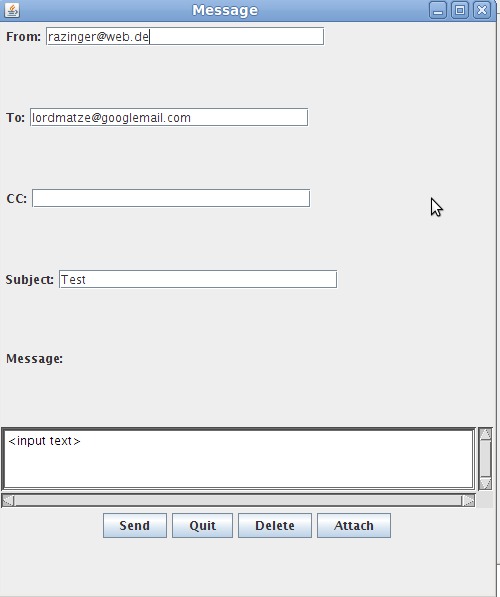 Message
From: razinger@web.de
To: lordmatze@googlemail.com
CC:
Subject: Test
Message:
<input text>
Send Quit Delete Attach